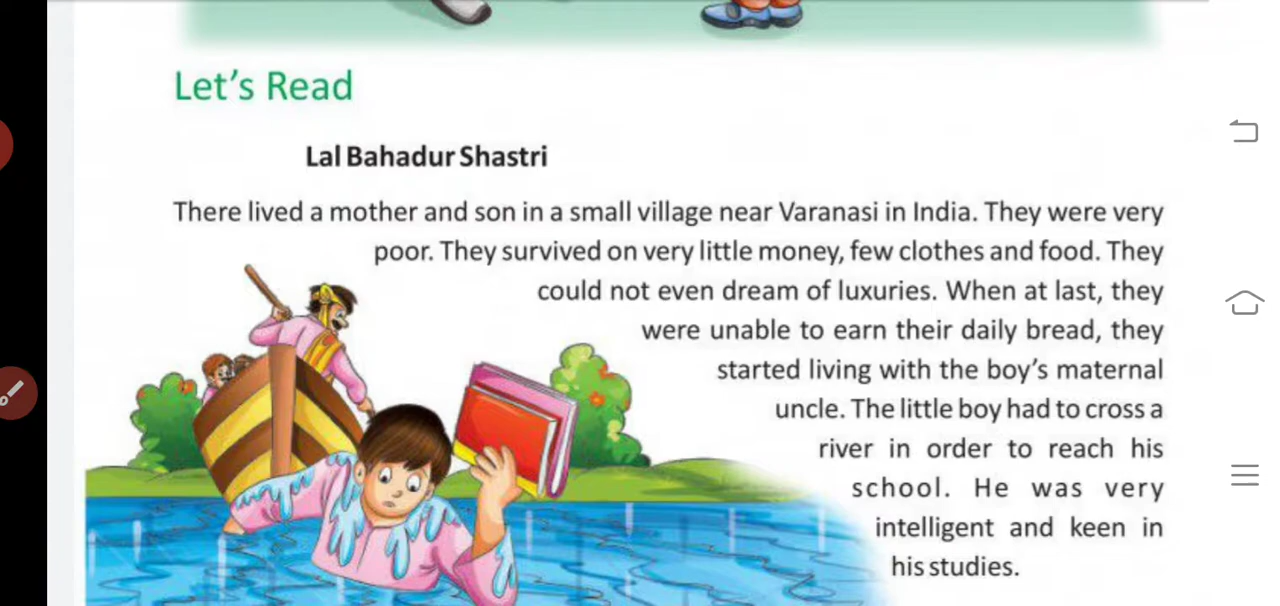 Let's Read
Lal Bahadur Shastri
There lived a mother and son in a small village near Varanasi in India. They were very
poor. They survived on very little money, few clothes and food. They
could not even dream of luxuries. When at last, they
were unable to earn their daily bread, they
started living with the boy's maternal
uncle. The little boy had to cross a
river in order to reach his
school. He was very
intelligent and keen in
his studies.